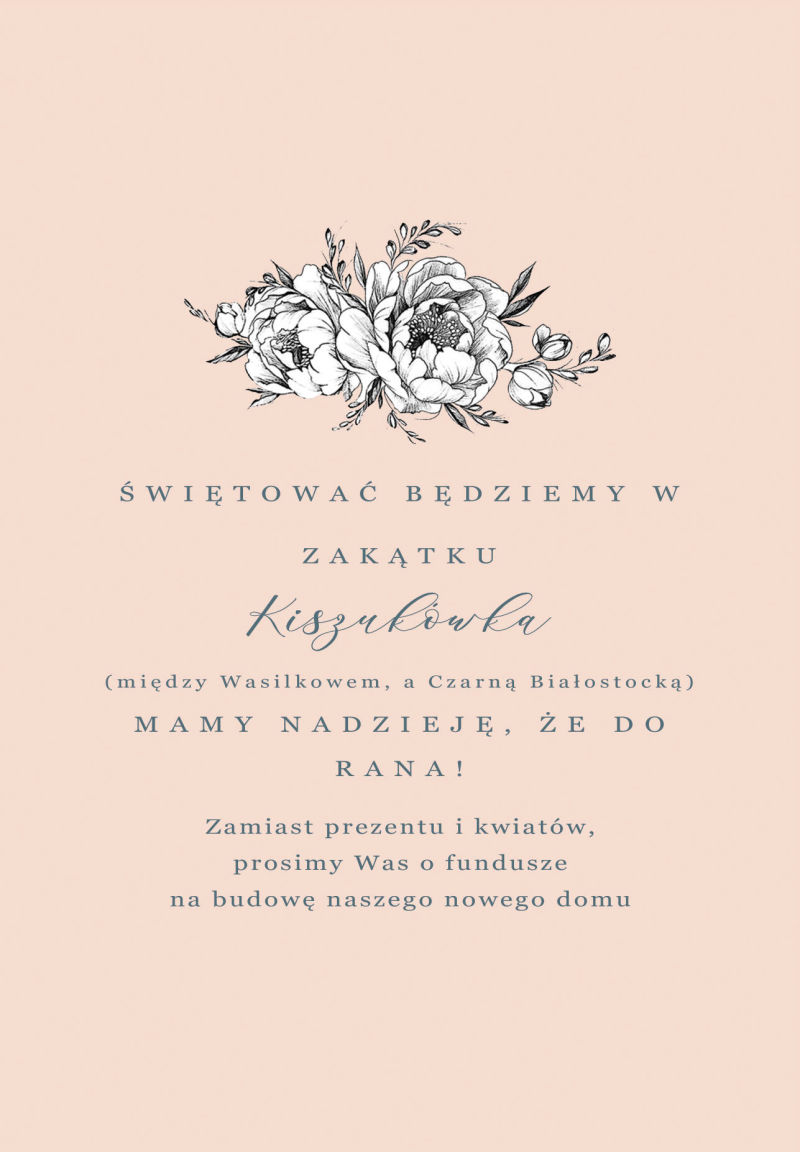 ŚWIĘTOWAĆ BĘDZIEMY W
ZAKĄTKU
Kiszukówka
(między Wasilkowem, a Czarną Białostocką)
MAMY NADZIEJĘ, ŻE DO
RANA!
Zamiast prezentu i kwiatów,
prosimy Was o fundusze
na budowę naszego nowego domu